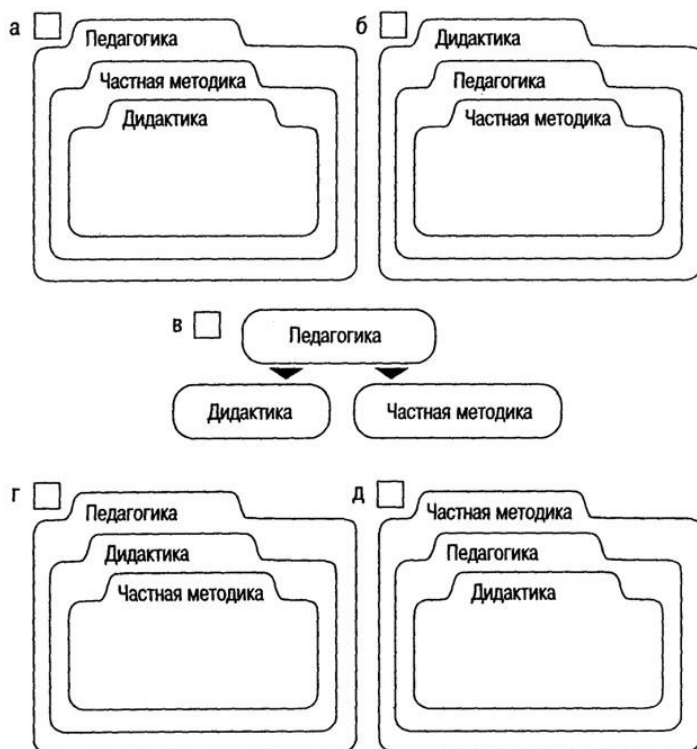 а
Педагогика
Частная методика
Дидактика
б
Дидактика
Педагогика
Частная методика
в
Педагогика
Дидактика
Частная методика
г
Педагогика
Дидактика
Частная методика
д
Частная методика
Педагогика
Дидактика